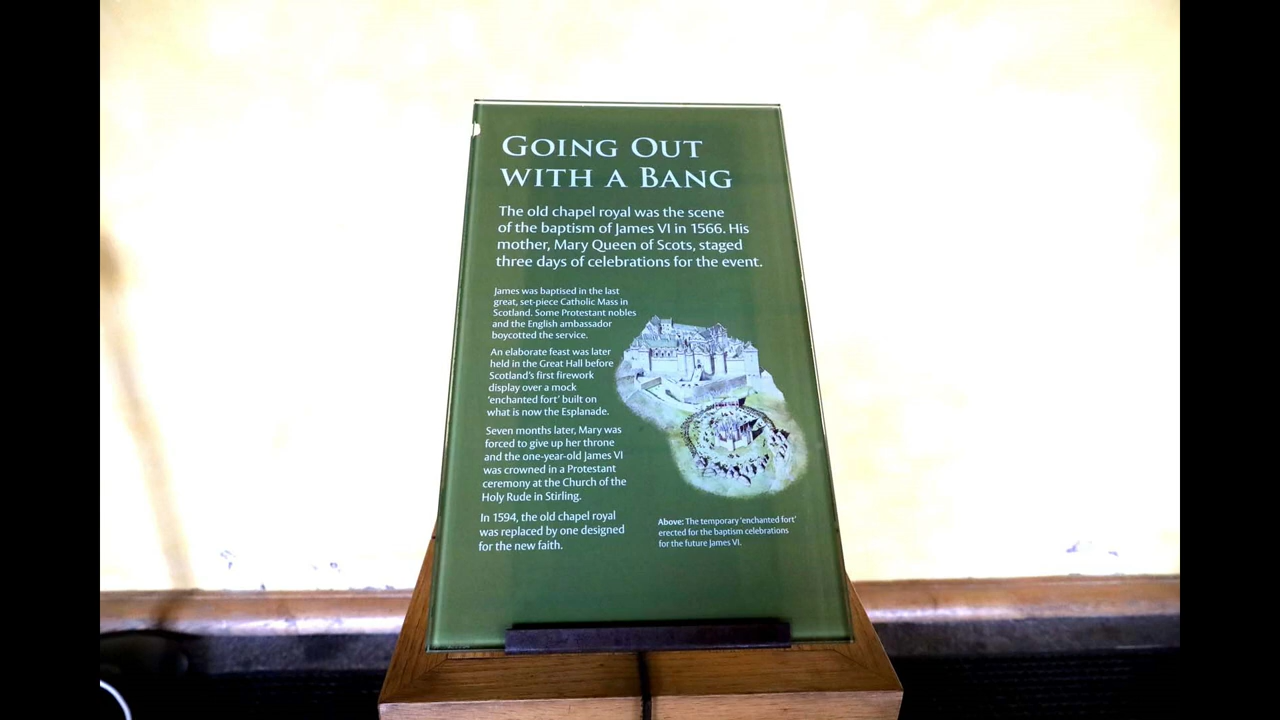 GOING OUT
WITH A BANG
The old chapel royal was the scene
of the baptism of James VI in 1566. His
mother, Mary Queen of Scots, staged
three days of celebrations for the event.
James was baptised in the last
great, set-piece Catholic Mass in
Scotland. Some Protestant nobles
and the English ambassador
boycotted the service.
An elaborate feast was later
held in the Great Hall before
Scotland's first firework
display over a mock
'enchanted fort' built on
what is now the Esplanade.
Seven months later, Mary was
forced to give up her throne
and the one-year-old James VI
was crowned in a Protestant
ceremony at the Church of the
Holy Rude in Stirling.
In 1594, the old chapel royal
was replaced by one designed
for the new faith.
Above: The temporary 'enchanted fort'
erected for the baptism celebrations
for the future James VI.